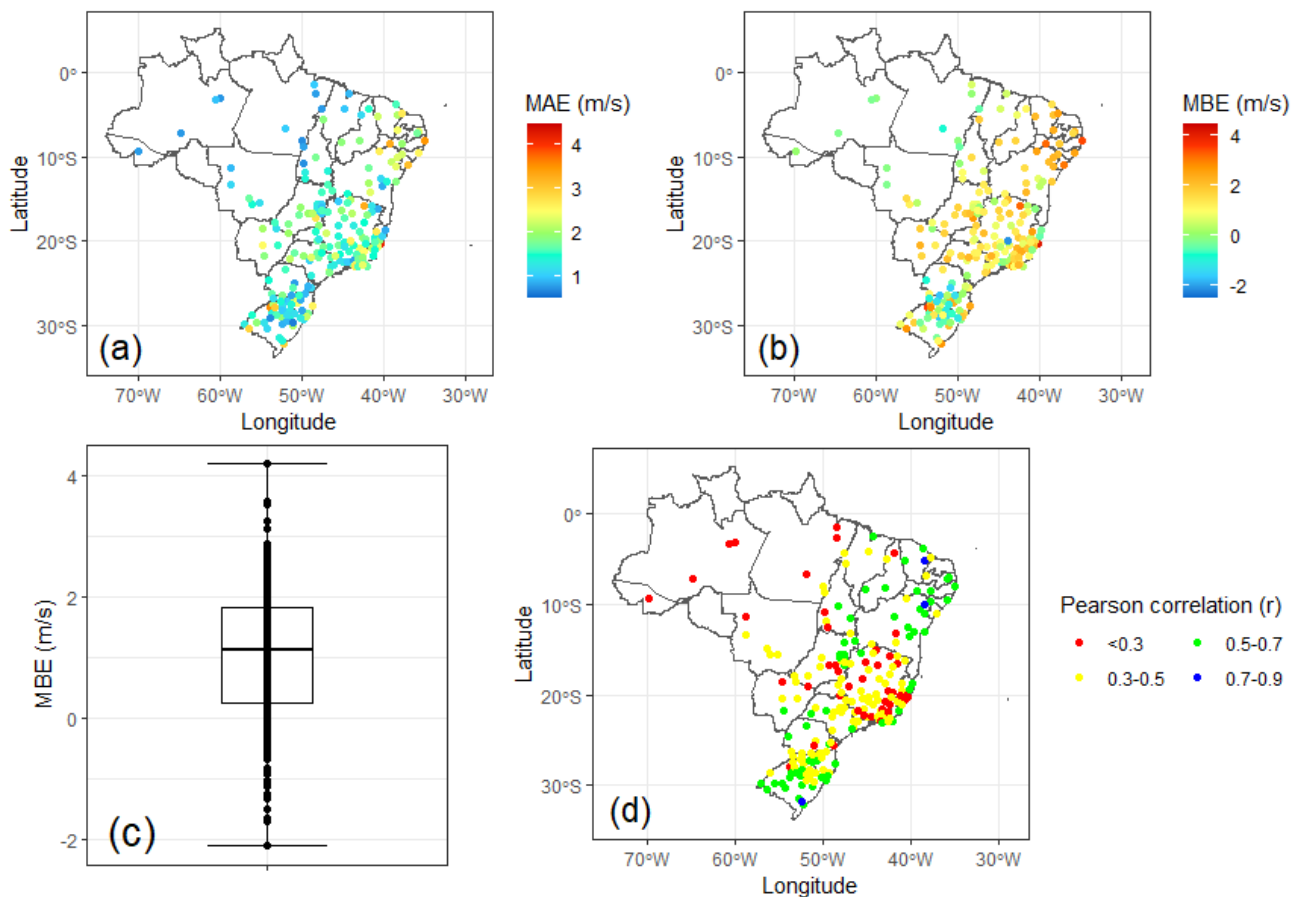 0°
10°S
20°S
30°S
Latitude
(a)
70°W 60°W 50°W 40°W 30°W
Longitude
MAE (m/s)
4
3
2
1
0°
10°S
20°S
30°S
Latitude
(b)
70°W 60°W 50°W 40°W 30°W
Longitude
MBE (m/s)
4
2
0
-2
4
2
0
-2
MBE (m/s)
(c)
0°
10°S
20°S
30°S
Latitude
(d)
70°W 60°W 50°W 40°W 30°W
Longitude
Pearson correlation (r)
<0.3 0.5-0.7
0.3-0.5 0.7-0.9